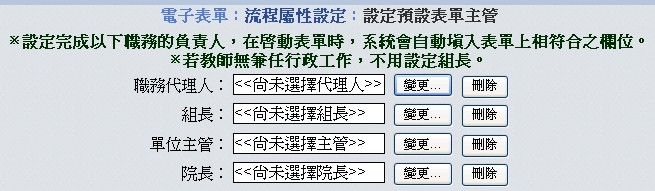 電子表單：流程屬性設定：設定預設表單主管
※設定完成以下職務的負責人，在啓動表單時，系統會自動填入表單上相符合之欄位。
※若教師無兼任行政工作，不用設定組長。
職務代理人： <<尚未選擇代理人>> 變更... 刪除
組長： <<尚未選擇組長>> 變更... 刪除
單位主管： <<尚未選擇主管>> 變更... 刪除
院長： <<尚未選擇院長>> 變更... 刪除